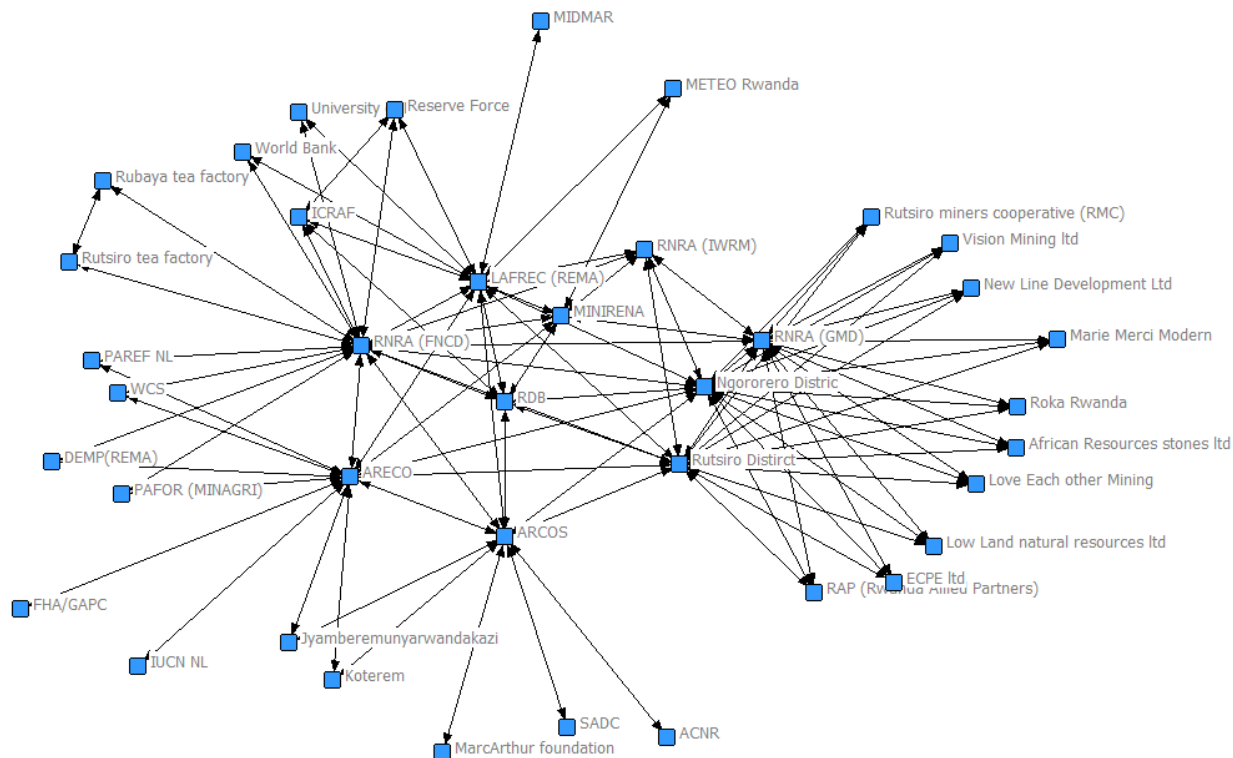 MIDMAR
METEO Rwanda
University
Reserve Force
World Bank
Rubaya tea factory
ICRAF
Rutsiro miners cooperative (RMC)
Vision Mining ltd
RNRA (IWRM)
Rutsiro tea factory
LAFREC (REMA)
New Line Development Ltd
MINIRENA
RNRA (FNCD)
RNRA (GMD)
Marie Merci Modern
PAREF NL
Ngororero Distric
WCS
RDB
Roka Rwanda
African Resources stones ltd
DEMP(REMA)
Rutsiro Distirct
ARECO
Love Each other Mining
PAFOR (MINAGRI)
ARCOS
Low Land natural resources ltd
ECPE ltd
RAP (Rwanda Allied Partners)
FHA/GAPC
Jyamberemunyarwandakazi
IUCN NL
Koterem
SADC
ACNR
MarcArthur foundation